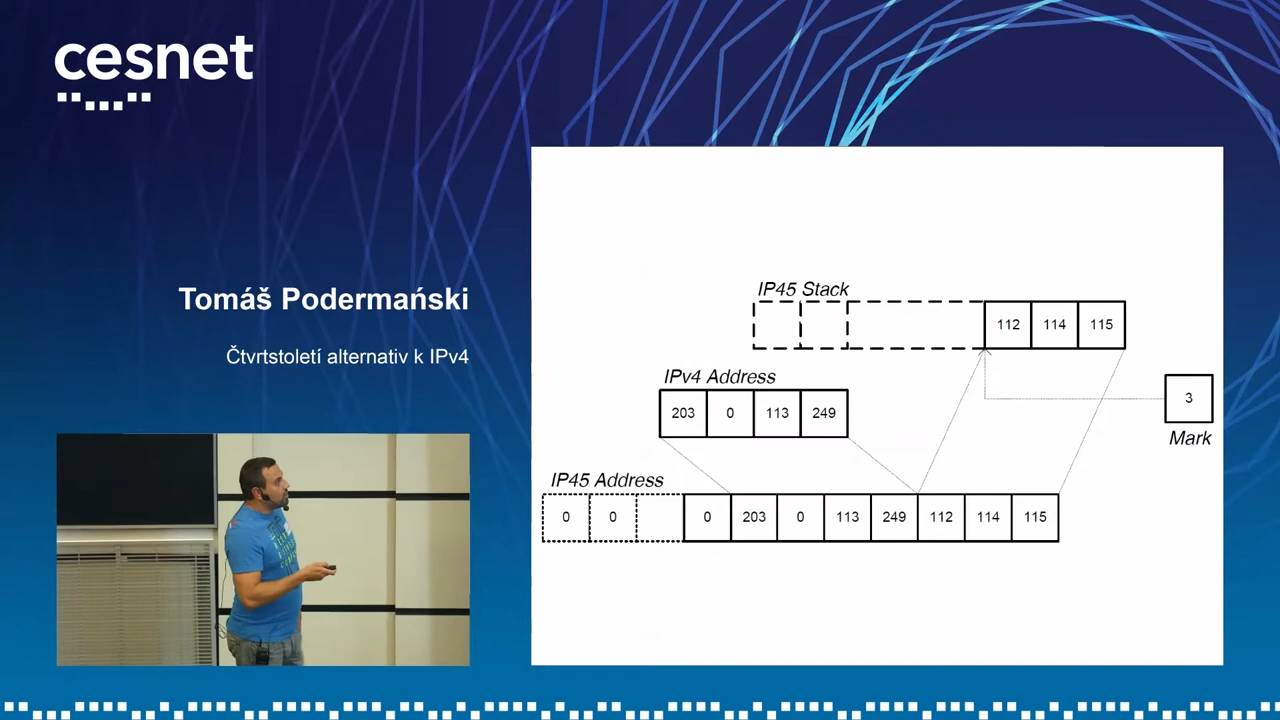 cesnet
Tomáš Podermański
Čtvrtstoletí alternativ k IPv4
IP45 Stack
112 114 115
IPv4 Address
203 0 113 249
3
Mark
IP45 Address
0 0 0 203 0 113 249 112 114 115